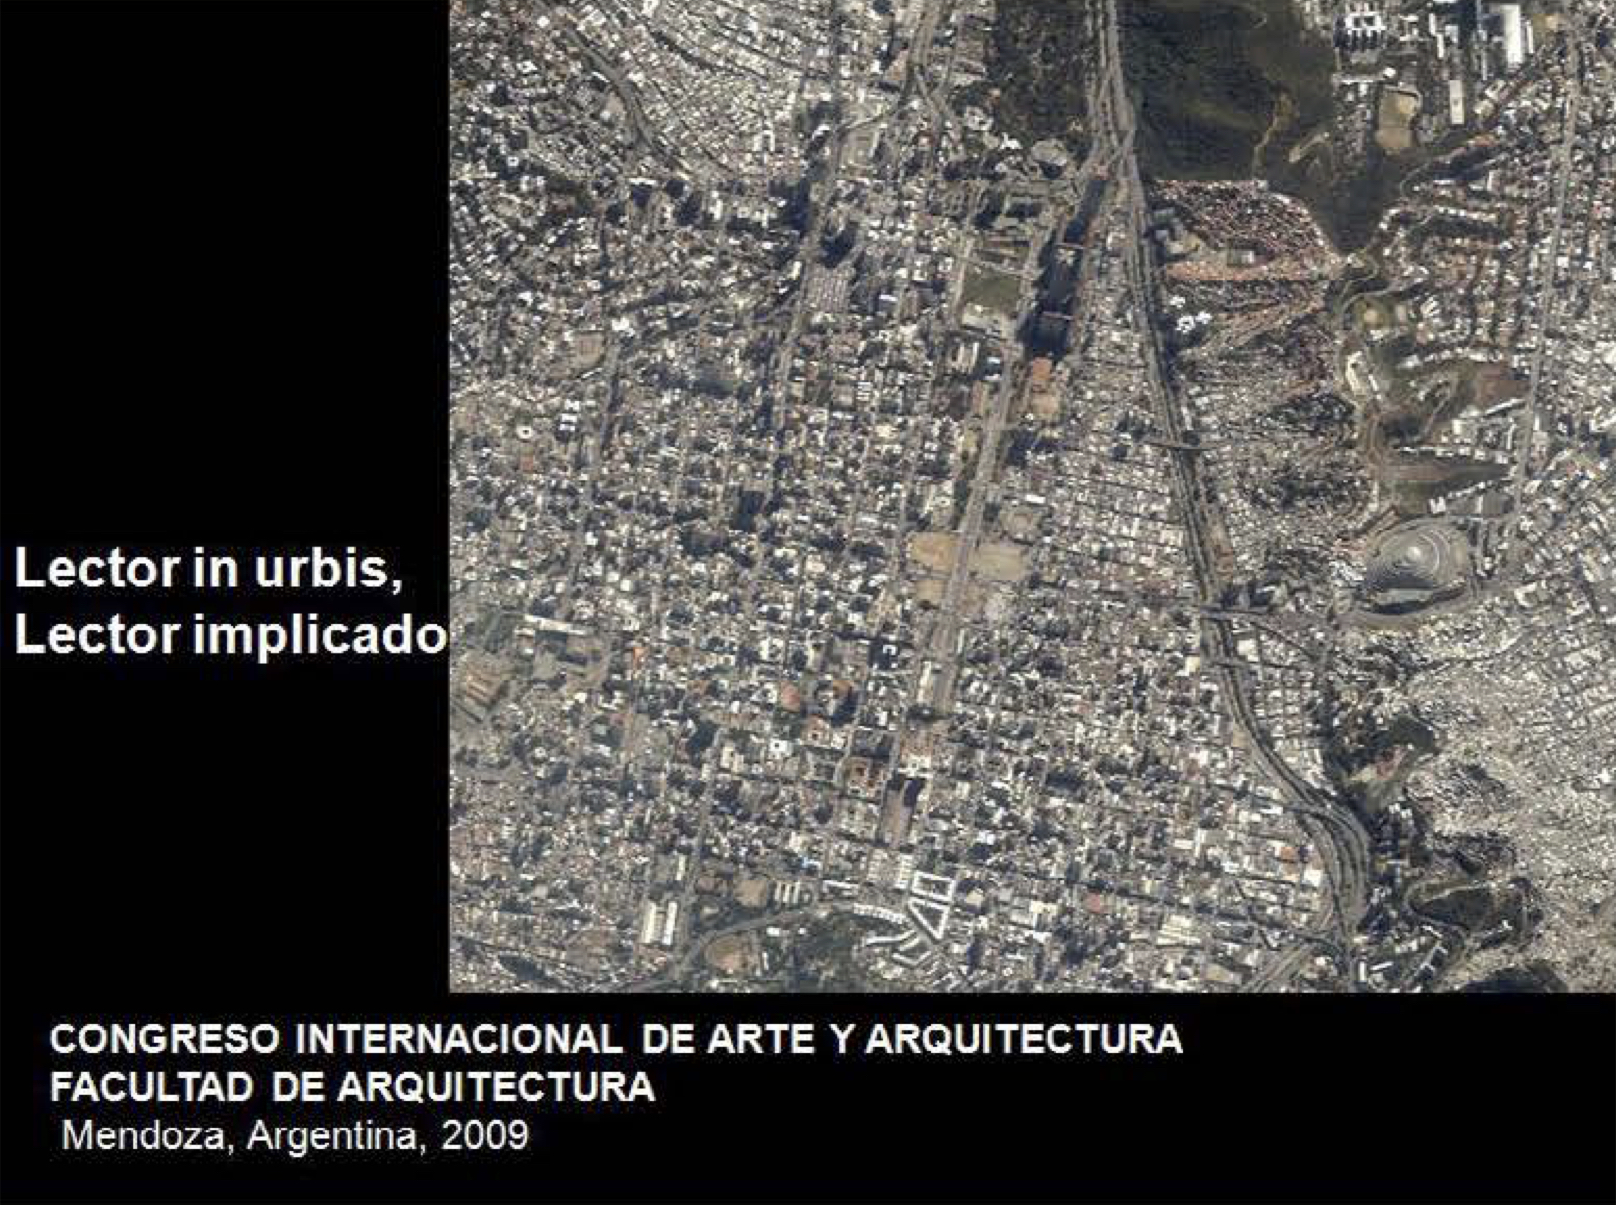 Lector in urbis,
Lector implicado
CONGRESO INTERNACIONAL DE ARTE Y ARQUITECTURA
FACULTAD DE ARQUITECTURA
Mendoza, Argentina, 2009